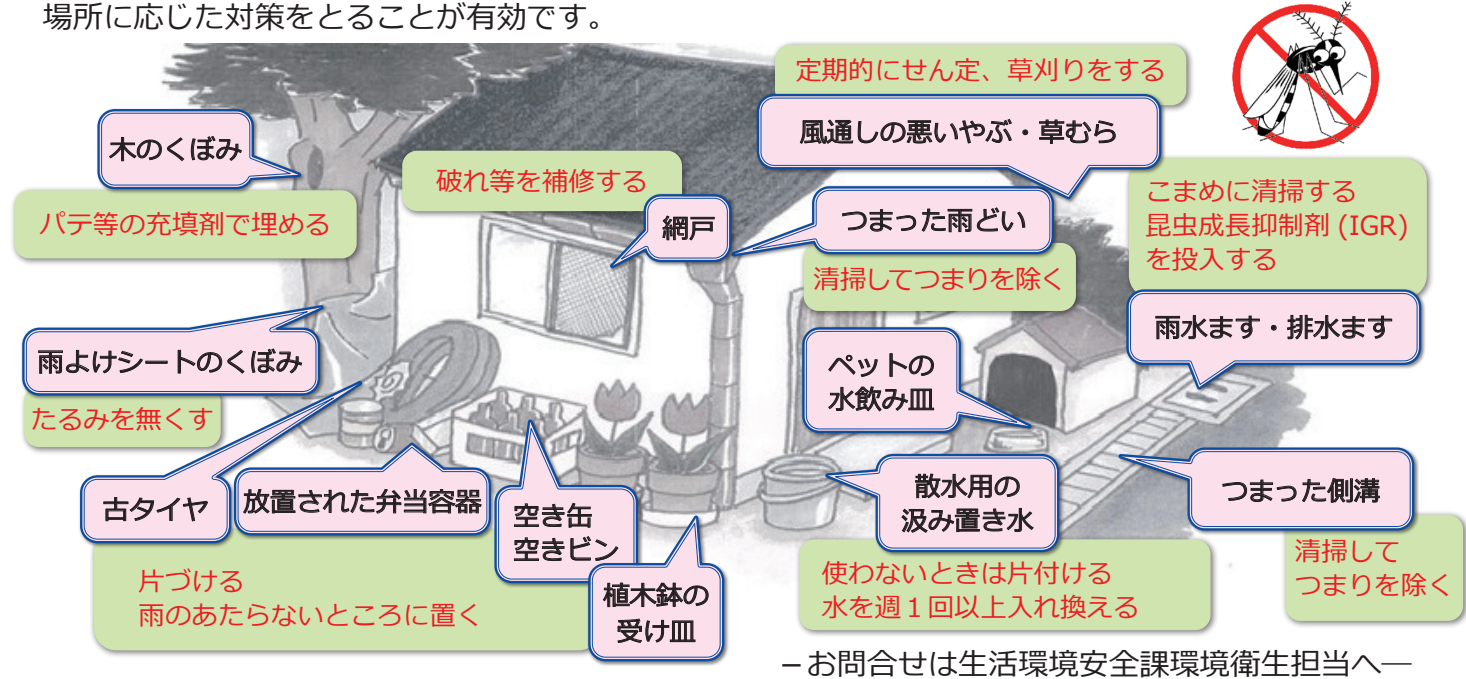 場所に応じた対策をとることが有効です。
定期的にせん定、草刈りをする
風通しの悪いやぶ・草むら
木のくぼみ
パテ等の充填剤で埋める
破れ等を補修する
網戸
つまった雨どい
清掃してつまりを除く
こまめに清掃する
昆虫成長抑制剤 (IGR)
を投入する
雨水ます・排水ます
雨よけシートのくぼみ
たるみを無くす
ペットの
水飲み皿
古タイヤ
放置された弁当容器
空き缶
空きビン
植木鉢の
受け皿
片づける
雨のあたらないところに置く
散水用の
汲み置き水
使わないときは片付ける
水を週１回以上入れ換える
つまった側溝
清掃して
つまりを除く
－お問合せは生活環境安全課環境衛生担当へ―